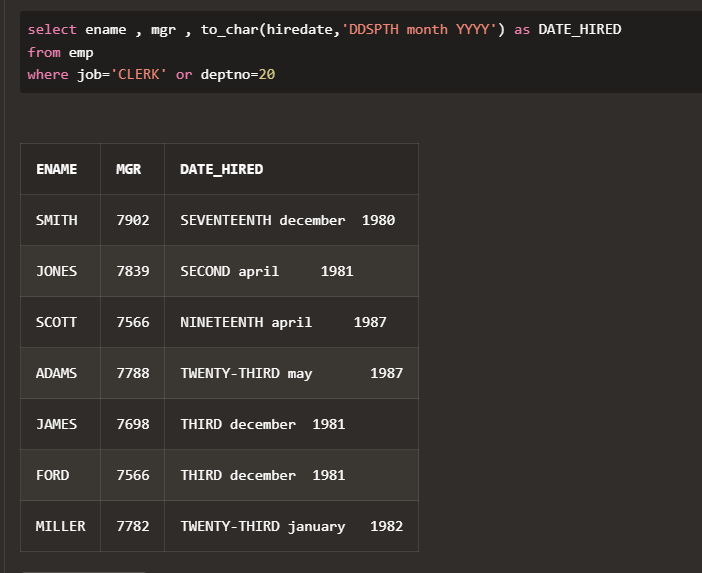 select ename , mgr , to_char(hiredate,'DDSPTH month YYYY') as DATE_HIRED
from emp
where job='CLERK' or deptno=20
ENAME MGR DATE_HIRED
SMITH 7902 SEVENTEENTH december  1980
JONES 7839 SECOND april     1981
SCOTT 7566 NINETEENTH april     1987
ADAMS 7788 TWENTY-THIRD may       1987
JAMES 7698 THIRD december  1981
FORD 7566 THIRD december  1981
MILLER 7782 TWENTY-THIRD january   1982